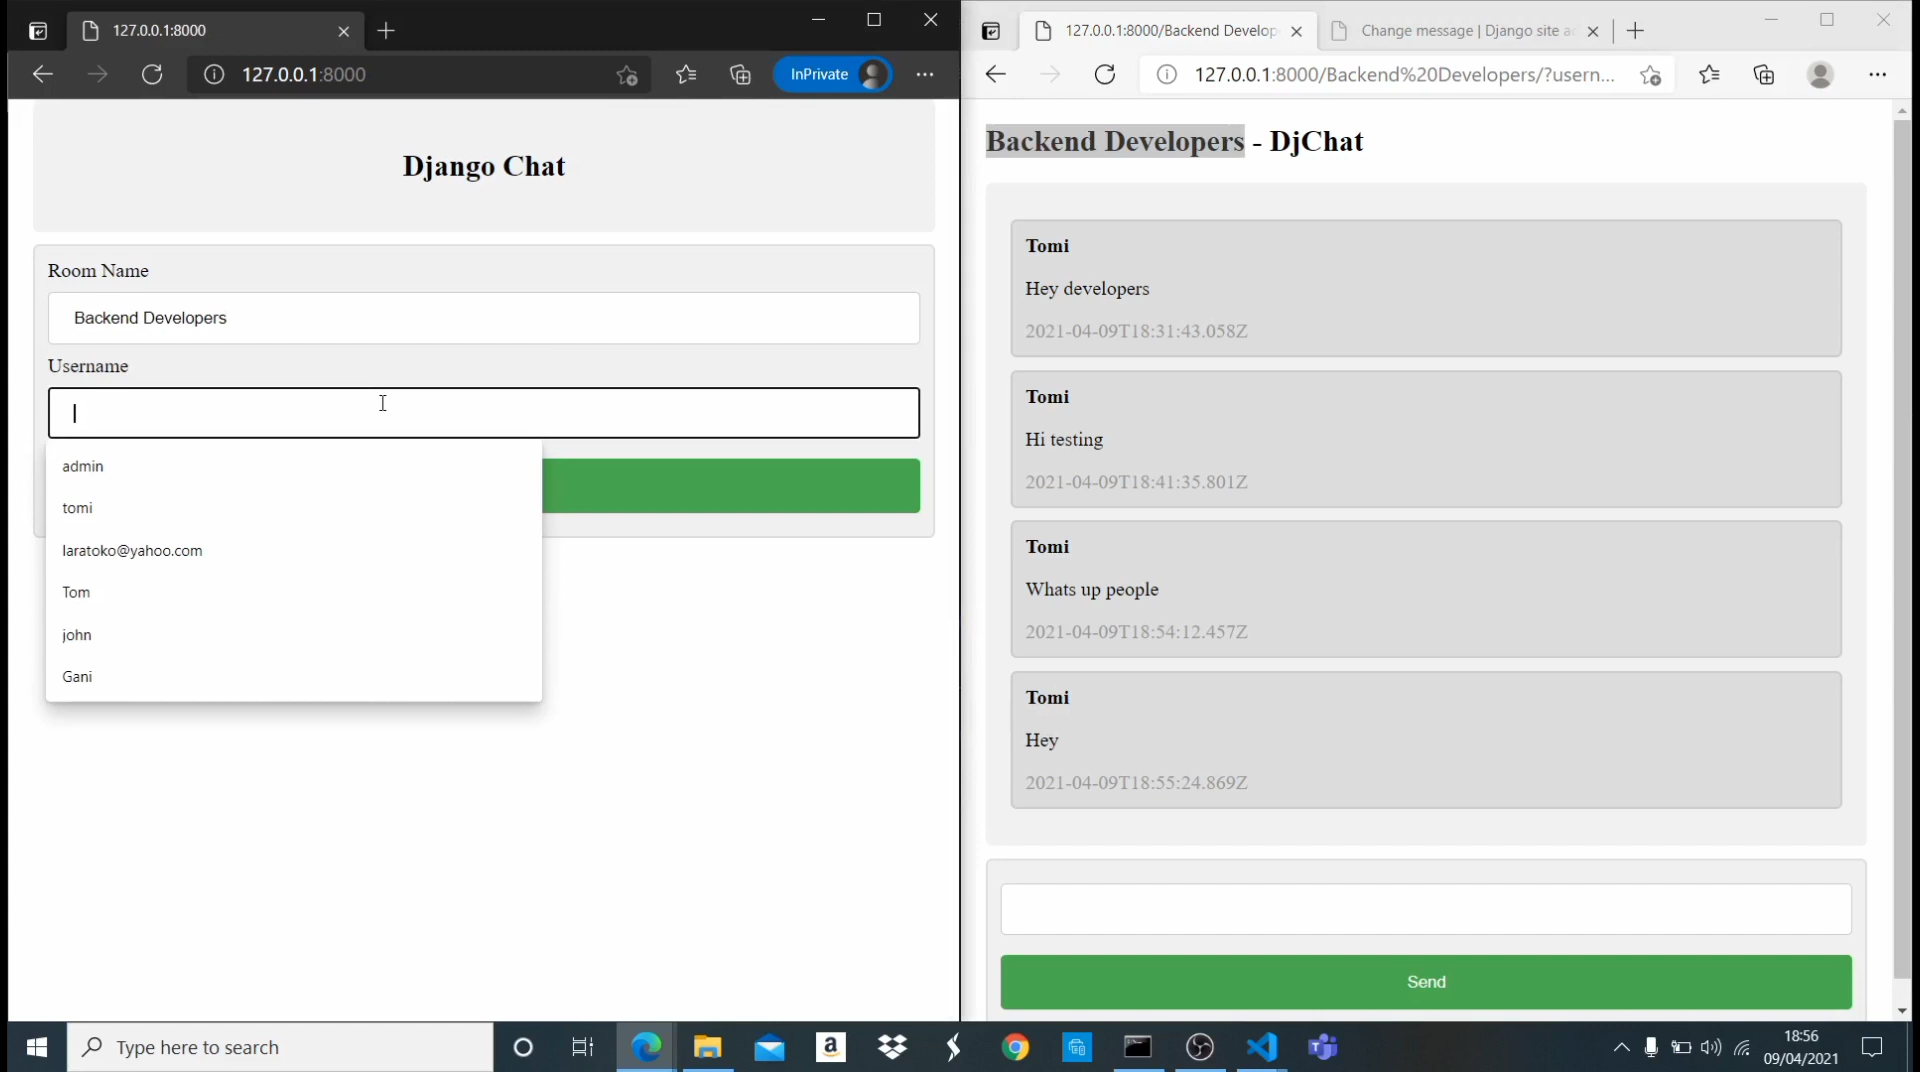 127.0.0.1:8000
127.0.0.1:8000
InPrivate
Django Chat
Room Name
Backend Developers
Username
admin
tomi
laratoko@yahoo.com
Tom
john
Gani
127.0.0.1:8000/Backend Develop
Change message | Django site a
127.0.0.1:8000/Backend%20Developers/?usern...
Backend Developers - DjChat
Tomi
Hey developers
2021-04-09T18:31:43.058Z
Tomi
Hi testing
2021-04-09T18:41:35.801Z
Tomi
Whats up people
2021-04-09T18:54:12.457Z
Tomi
Hey
2021-04-09T18:55:24.869Z
Send
Type here to search
18:56
09/04/2021